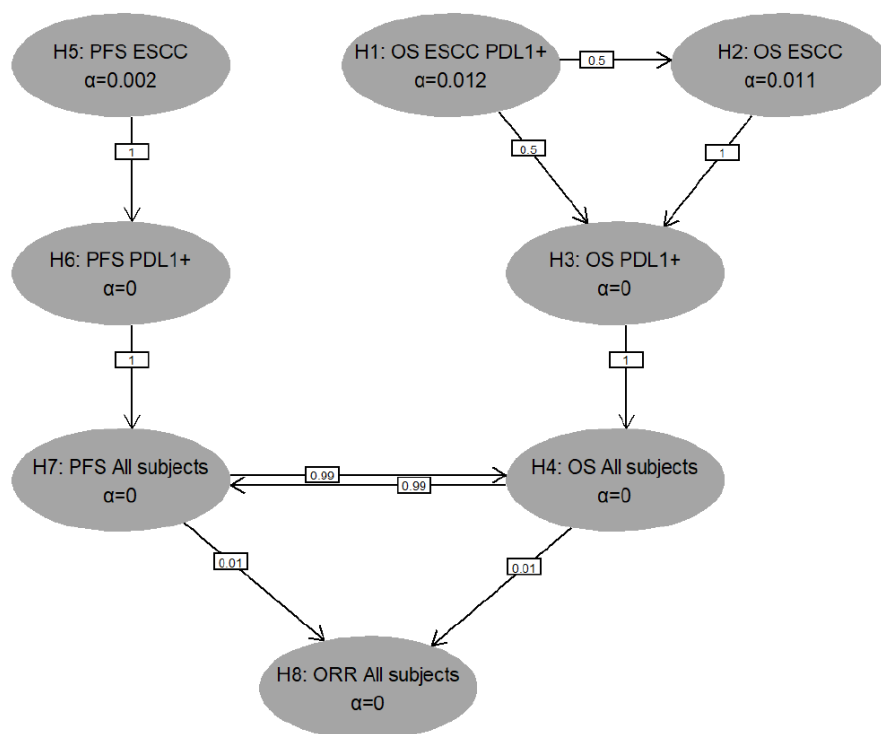 H5: PFS ESCC
α=0.002
H1: OS ESCC PDL1+
α=0.012
0.5
H2: OS ESCC
α=0.011
1
0.5
1
H6: PFS PDL1+
α=0
H3: OS PDL1+
α=0
1
1
H7: PFS All subjects
α=0
0.99
0.99
H4: OS All subjects
α=0
0.01
0.01
H8: ORR All subjects
α=0